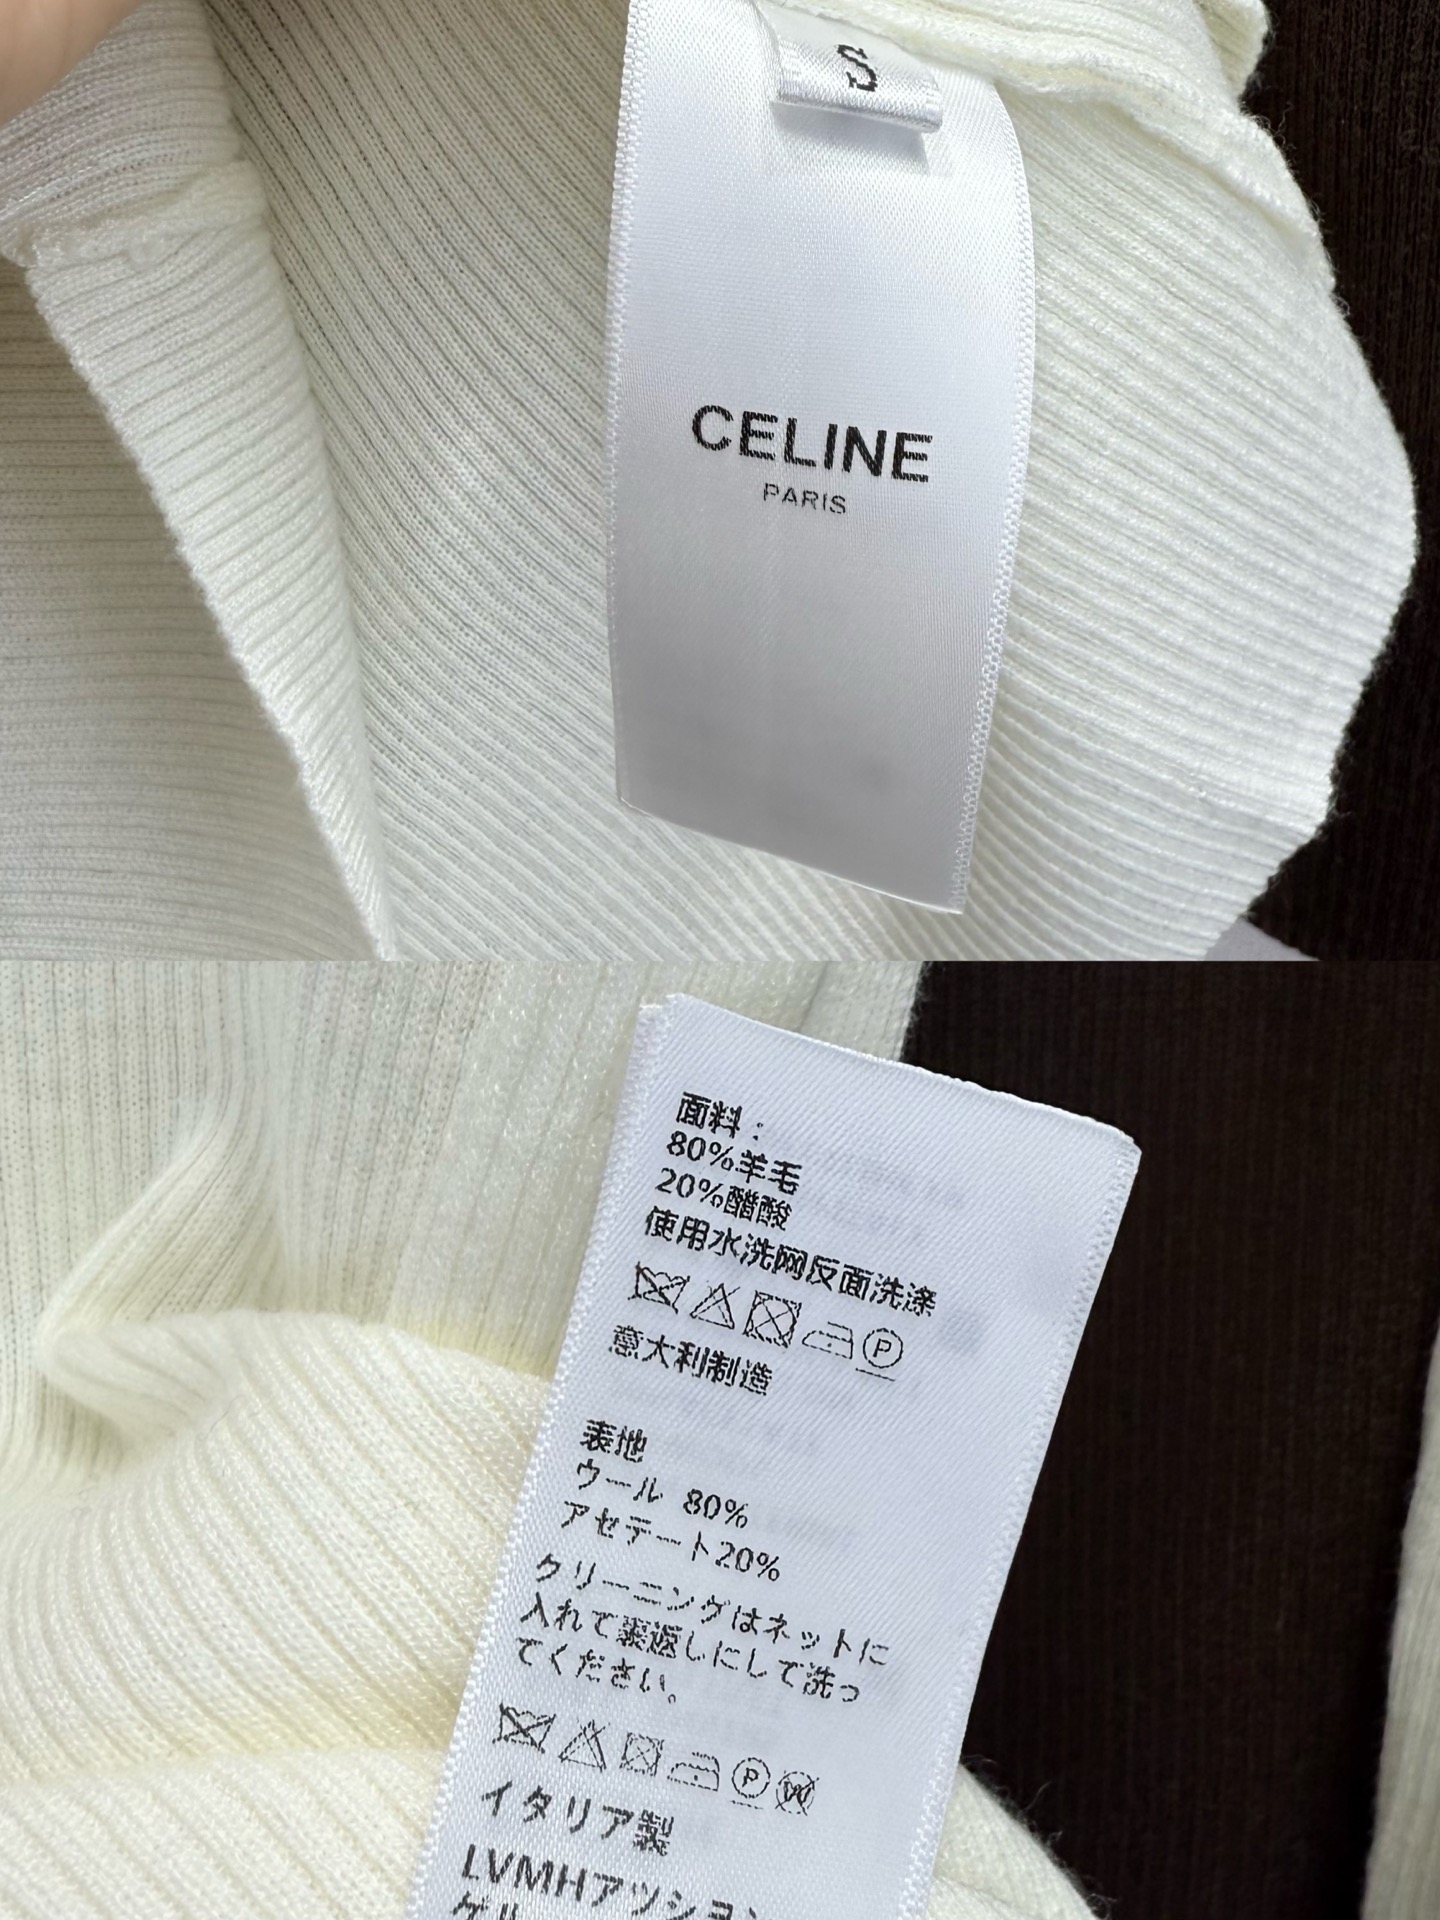 S
CELINE
PARIS
面料：
80%羊毛
20%醋酸
使用水洗网反面洗涤
P
意大利制造
表地
ウール 80%
アセテート20%
クリーニングはネットに
入れて裏返しにして洗っ
てください。
P W
イタリア製
LVMHアツション